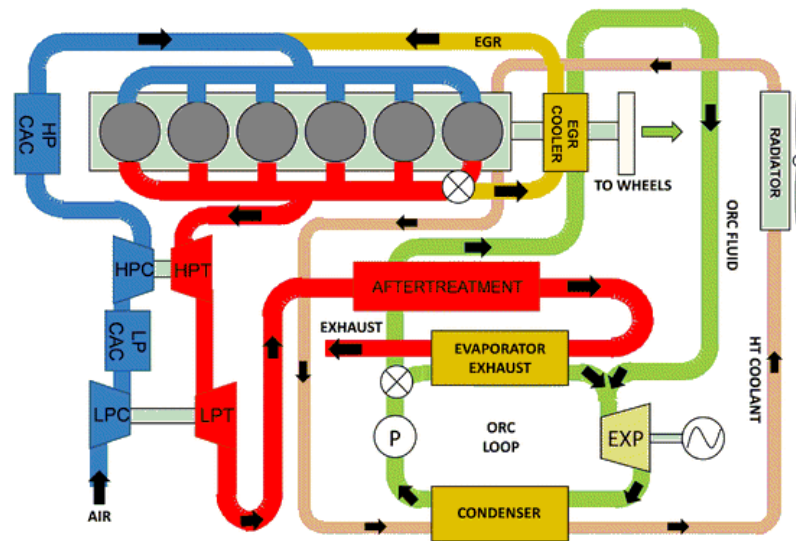 EGR
HP
CAC
EGR
COOLER
RADIATOR
TO WHEELS
ORC FLUID
HPC
HPT
AFTERTREATMENT
LP
CAC
EXHAUST
EVAPORATOR
EXHAUST
HT COOLANT
LPC
LPT
P
ORC
LOOP
EXP
CONDENSER
AIR